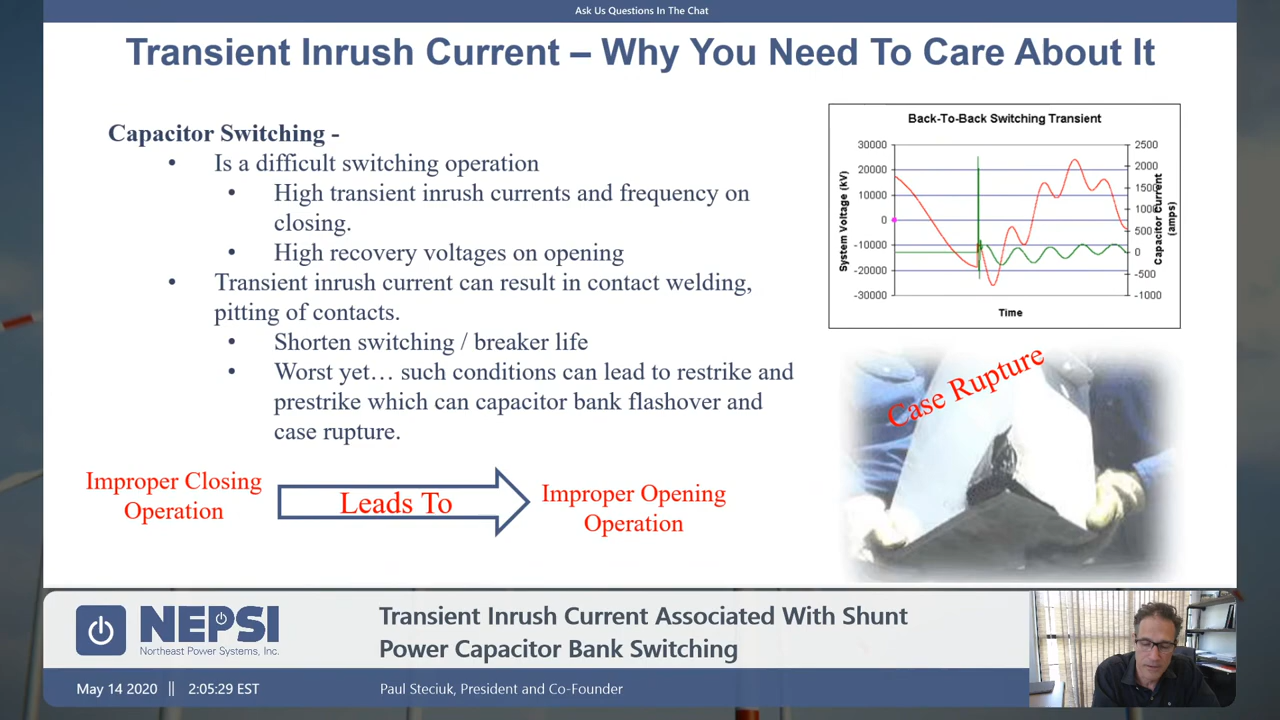 Ask Us Questions In The Chat
Transient Inrush Current – Why You Need To Care About It
Capacitor Switching -
• Is a difficult switching operation
• High transient inrush currents and frequency on
closing.
• High recovery voltages on opening
• Transient inrush current can result in contact welding,
pitting of contacts.
• Shorten switching / breaker life
• Worst yet… such conditions can lead to restrike and
prestrike which can capacitor bank flashover and
case rupture.
Improper Closing
Operation
Leads To
Improper Opening
Operation
Back-To-Back Switching Transient
System Voltage (kV)
30000
20000
10000
0
-10000
-20000
-30000
2500
2000
1500
1000
500
0
-500
-1000
Capacitor Current
(amps)
Time
Case Rupture
NEPSI
Northeast Power Systems, Inc.
Transient Inrush Current Associated With Shunt
Power Capacitor Bank Switching
May 14 2020 || 2:05:29 EST
Paul Steciuk, President and Co-Founder